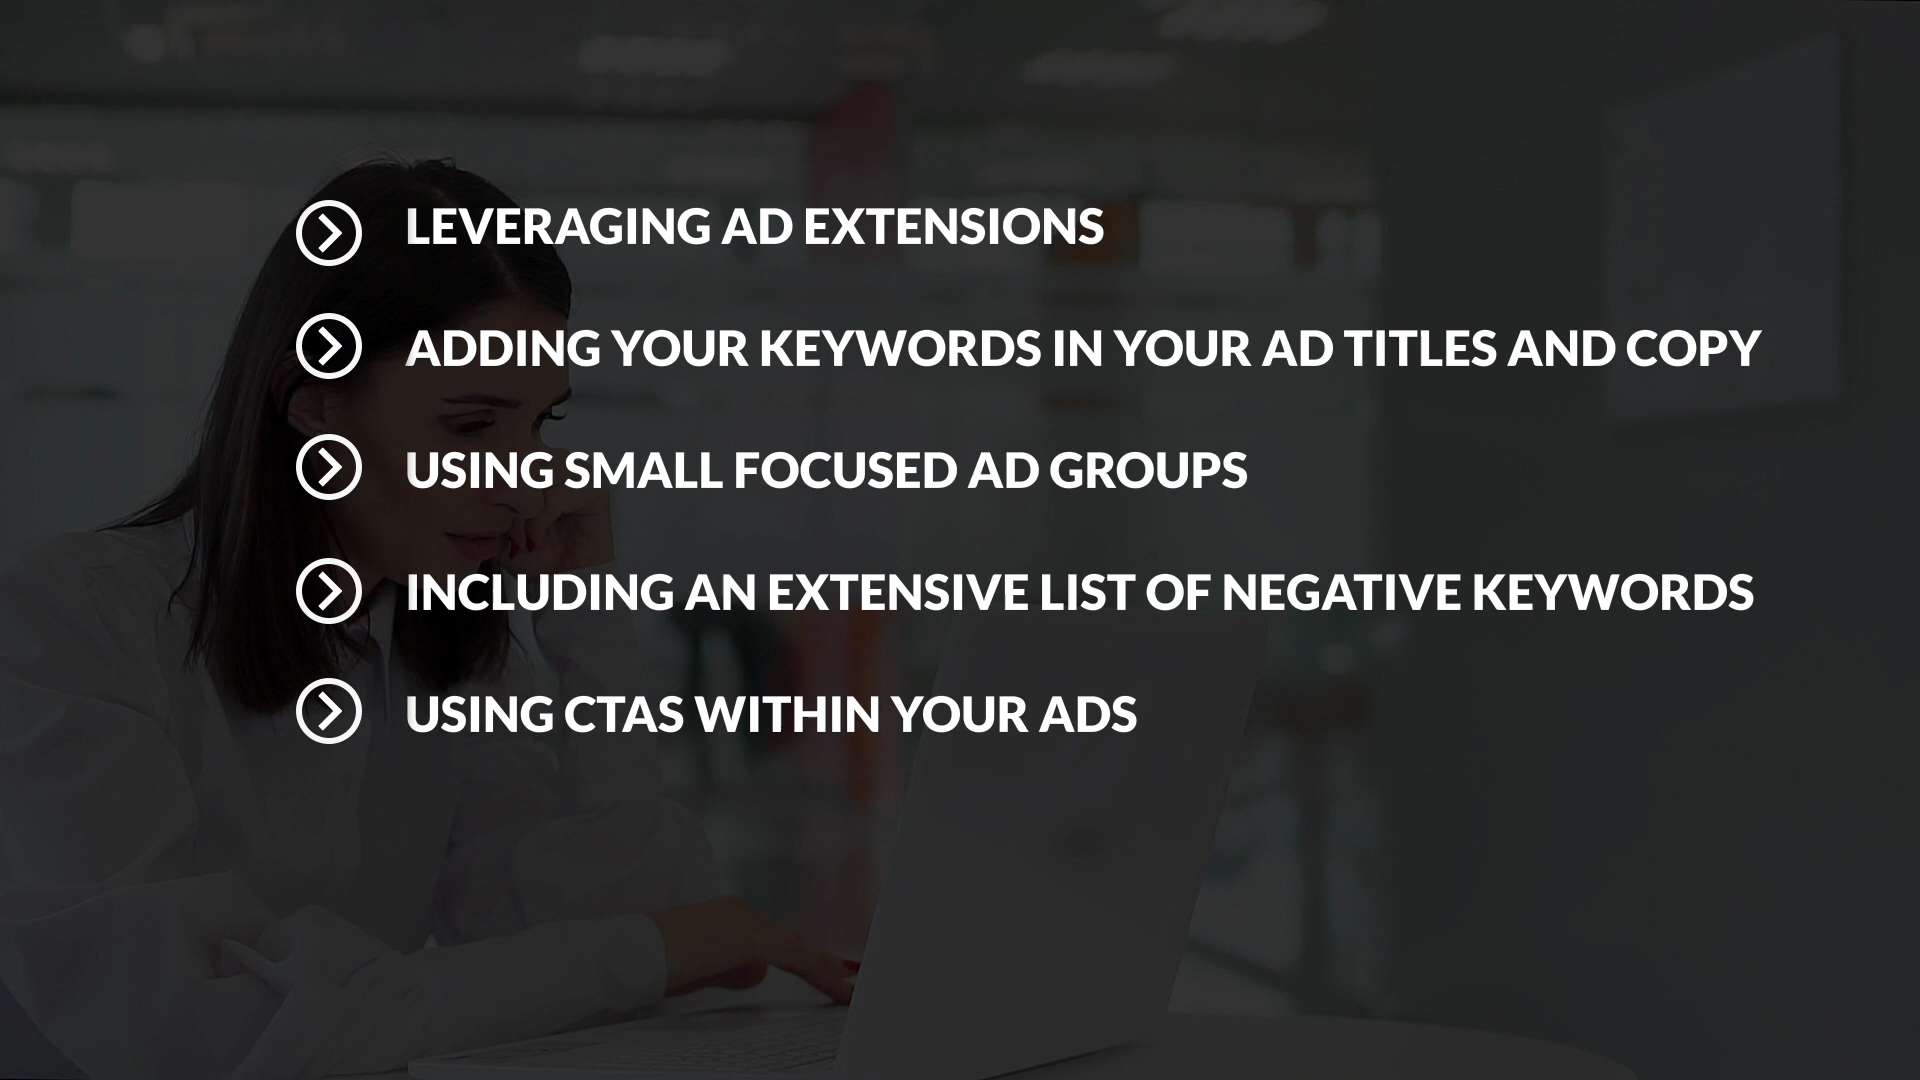 LEVERAGING AD EXTENSIONS
ADDING YOUR KEYWORDS IN YOUR AD TITLES AND COPY
USING SMALL FOCUSED AD GROUPS
INCLUDING AN EXTENSIVE LIST OF NEGATIVE KEYWORDS
USING CTAS WITHIN YOUR ADS